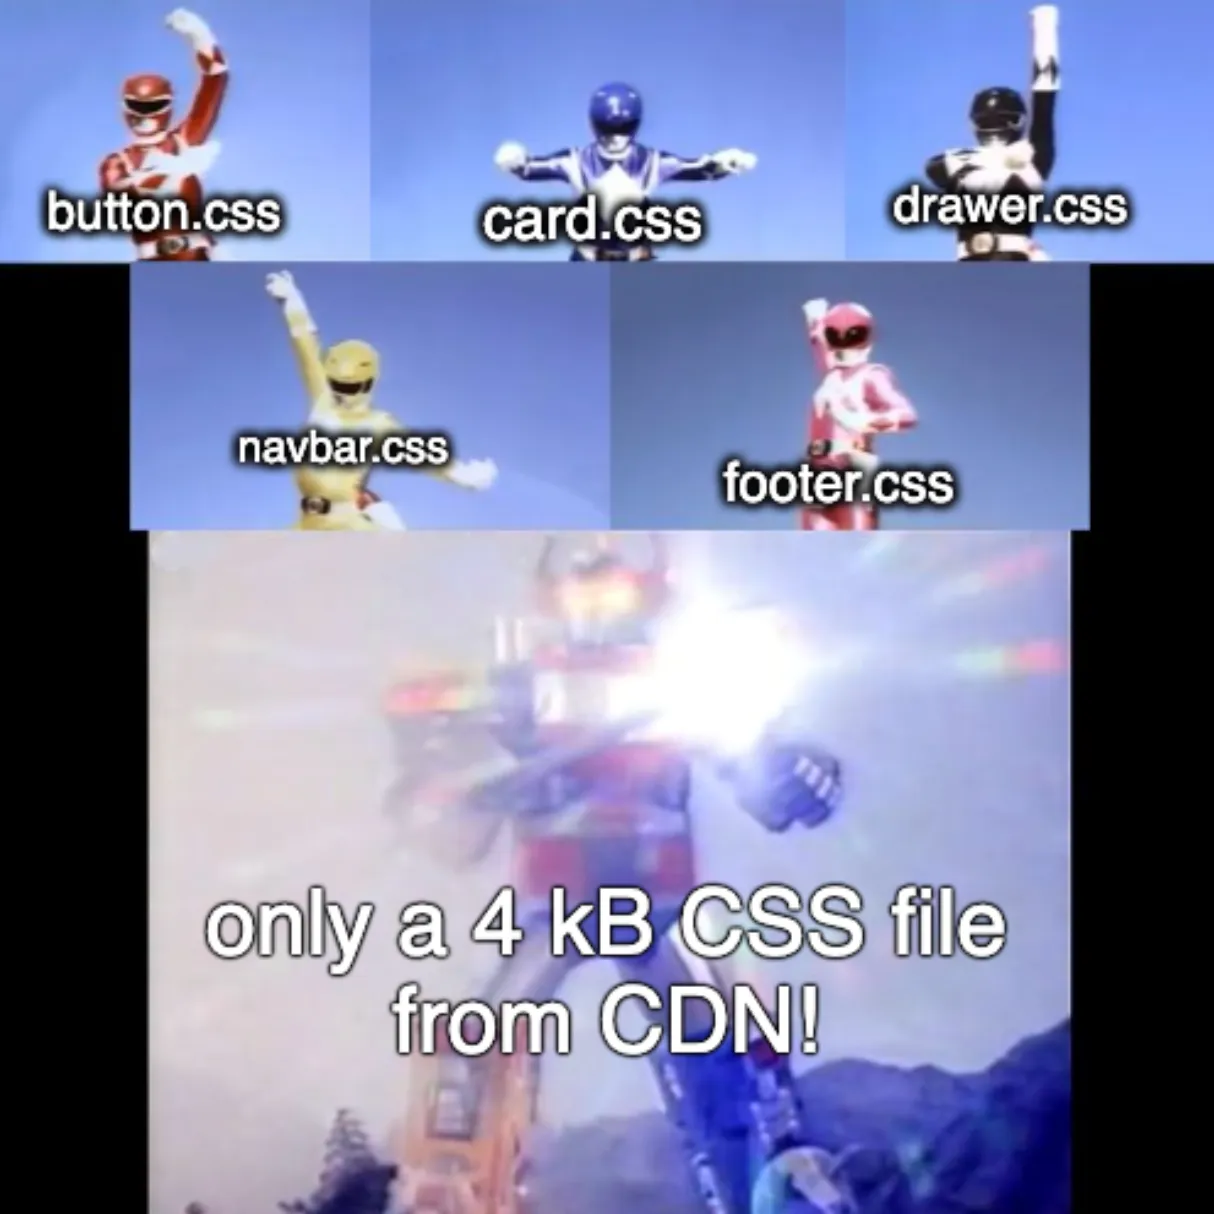 button.css
card.css
drawer.css
navbar.css
footer.css
only a 4 kB CSS file
from CDN!